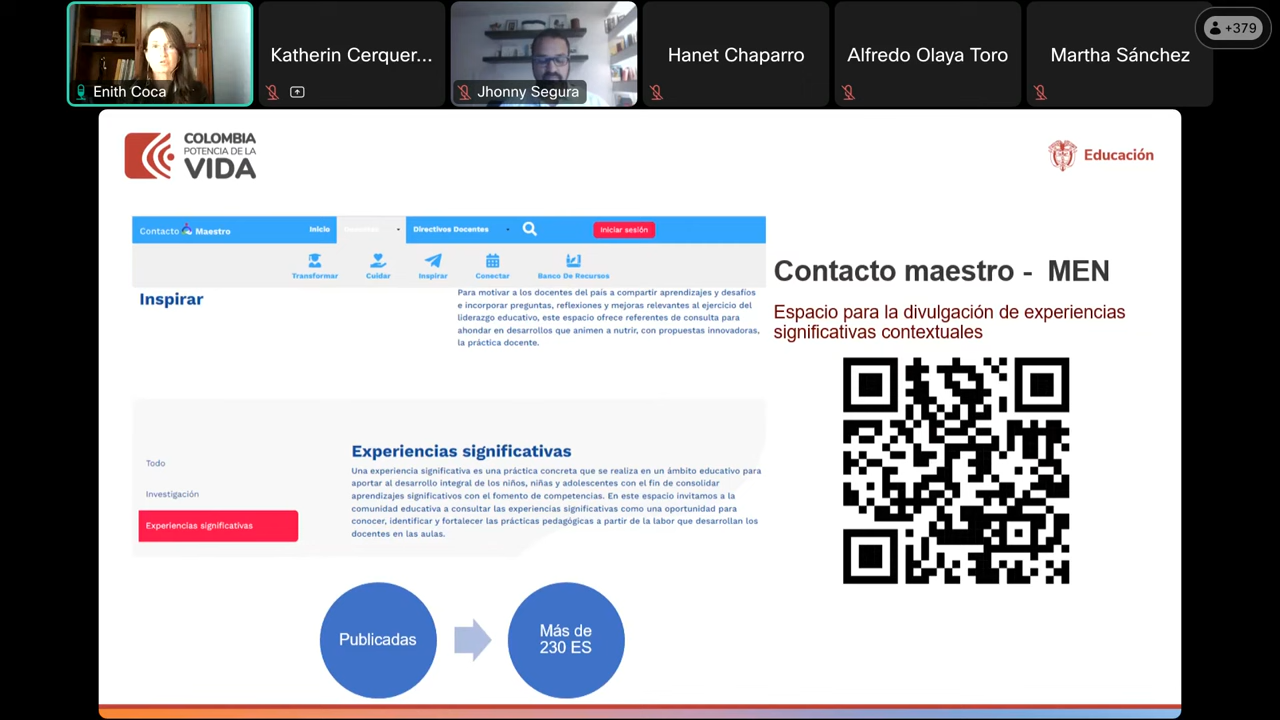 Enith Coca
Katherin Cerquer...
Jhonny Segura
Hanet Chaparro
Alfredo Olaya Toro
Martha Sánchez
+379
COLOMBIA
POTENCIA DE LA
VIDA
Educación
Contacto Maestro
Inicio
Directivos Docentes
Iniciar sesión
Transformar
Cuidar
Inspirar
Conectar
Banco De Recursos
Inspirar
Para motivar a los docentes del país a compartir aprendizajes y desafíos
e incorporar preguntas, reflexiones y mejoras relevantes al ejercicio del
liderazgo educativo, este espacio ofrece referentes de consulta para
ahondar en desarrollos que animen a nutrir, con propuestas innovadoras,
la práctica docente.
Contacto maestro - MEN
Espacio para la divulgación de experiencias
significativas contextuales
Todo
Investigación
Experiencias significativas
Experiencias significativas
Una experiencia significativa es una práctica concreta que se realiza en un ámbito educativo para
aportar al desarrollo integral de los niños, niñas y adolescentes con el fin de consolidar
aprendizajes significativos con el fomento de competencias. En este espacio invitamos a la
comunidad educativa a consultar las experiencias significativas como una oportunidad para
conocer, identificar y fortalecer las prácticas pedagógicas a partir de la labor que desarrollan los
docentes en las aulas.
Publicadas
Más de
230 ES